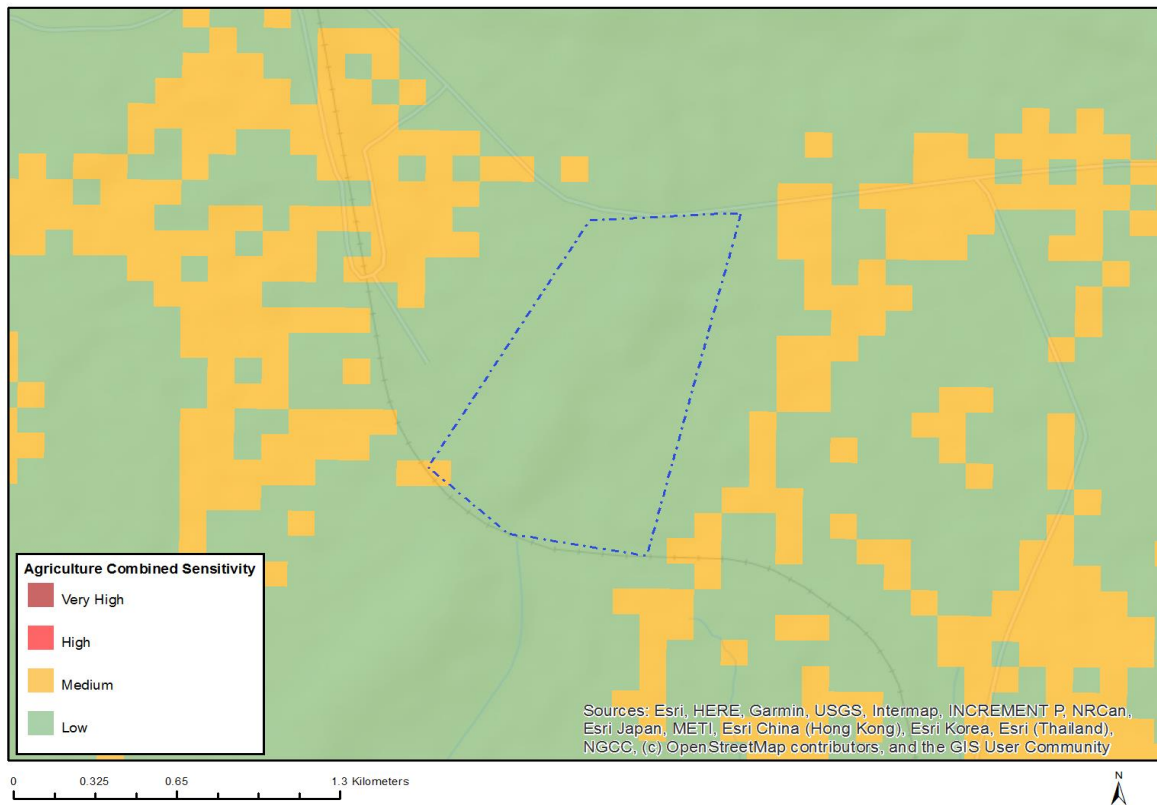 Agriculture Combined Sensitivity
Very High
High
Medium
Low
Sources: Esri, HERE, Garmin, USGS, Intermap, INCREMENT P, NRCan,
Esri Japan, METI, Esri China (Hong Kong), Esri Korea, Esri (Thailand),
NGCC, (c) OpenStreetMap contributors, and the GIS User Community
0 0.325 0.65 1.3 Kilometers
N